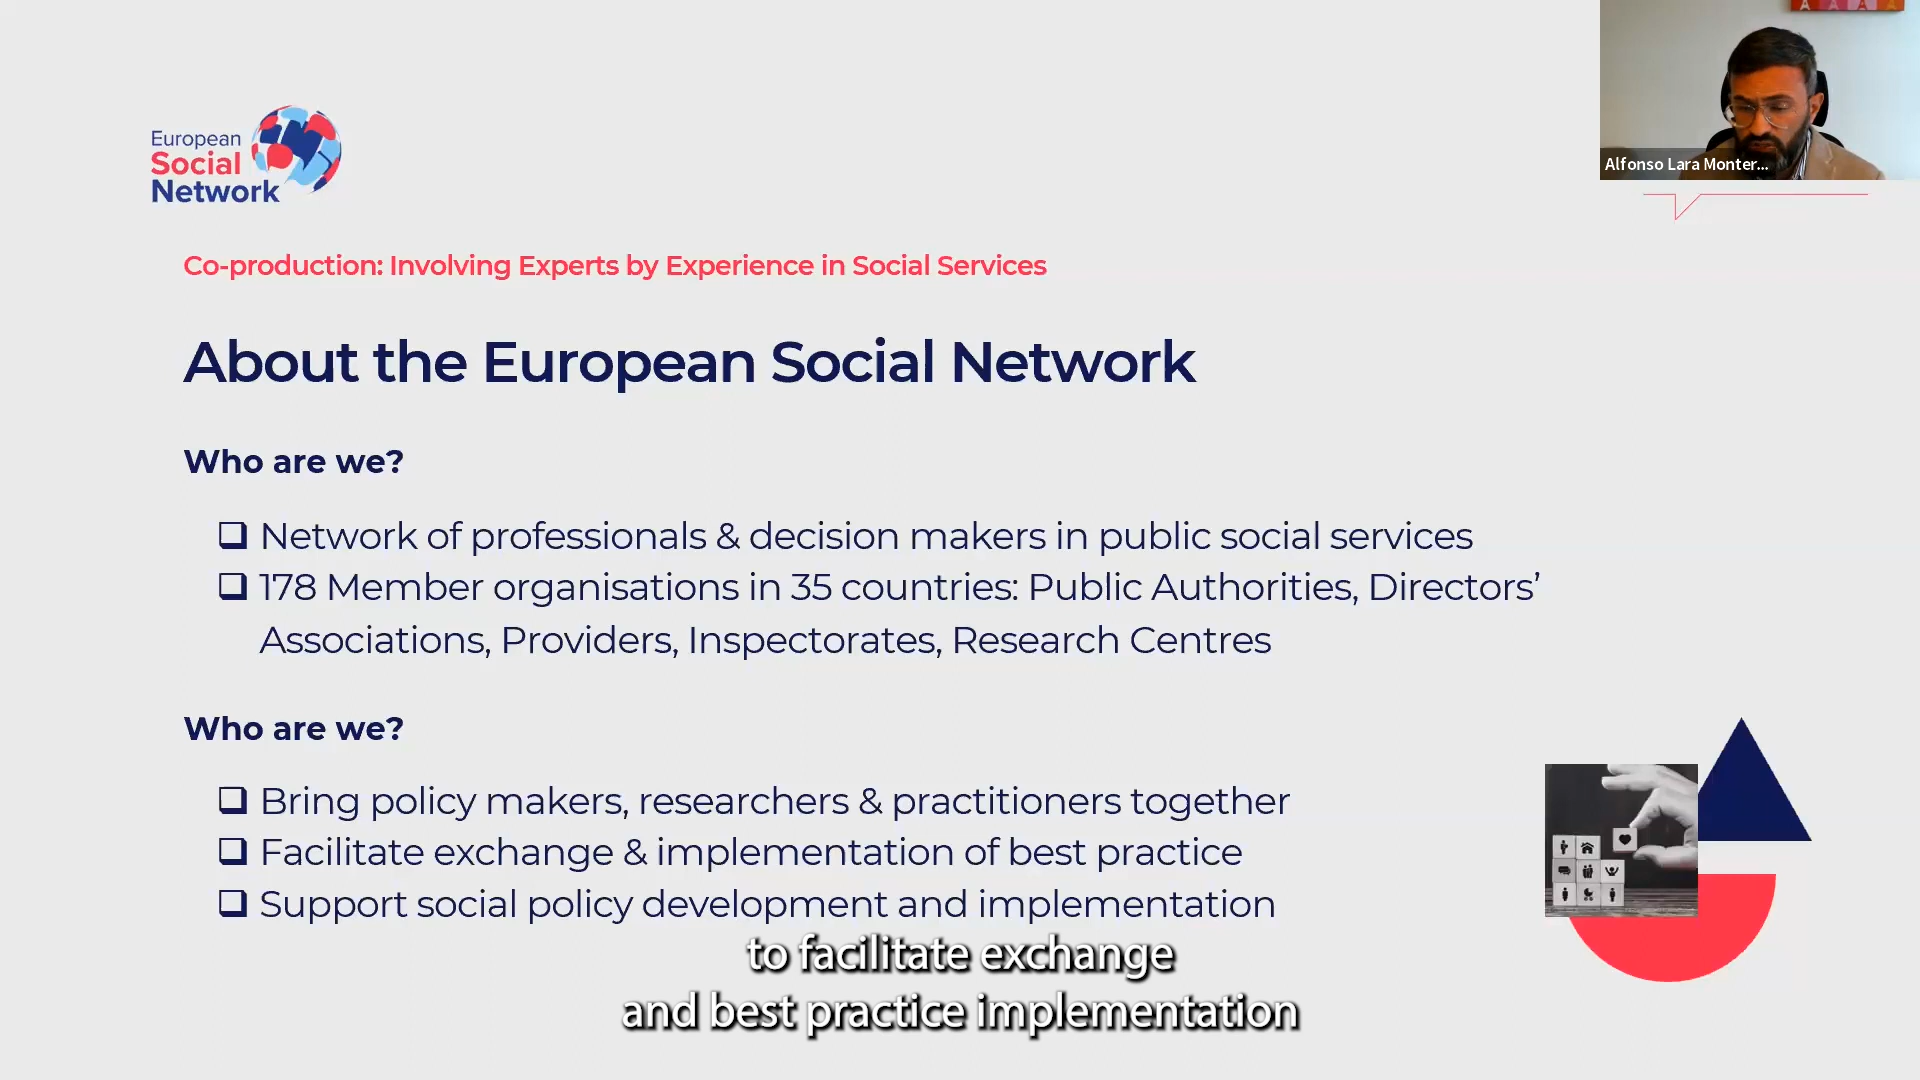 A A A A
Alfonso Lara Monter...
European
Social
Network
Co-production: Involving Experts by Experience in Social Services
About the European Social Network
Who are we?
❑ Network of professionals & decision makers in public social services
❑ 178 Member organisations in 35 countries: Public Authorities, Directors’
Associations, Providers, Inspectorates, Research Centres
Who are we?
❑ Bring policy makers, researchers & practitioners together
❑ Facilitate exchange & implementation of best practice
❑ Support social policy development and implementation
to facilitate exchange
and best practice implementation